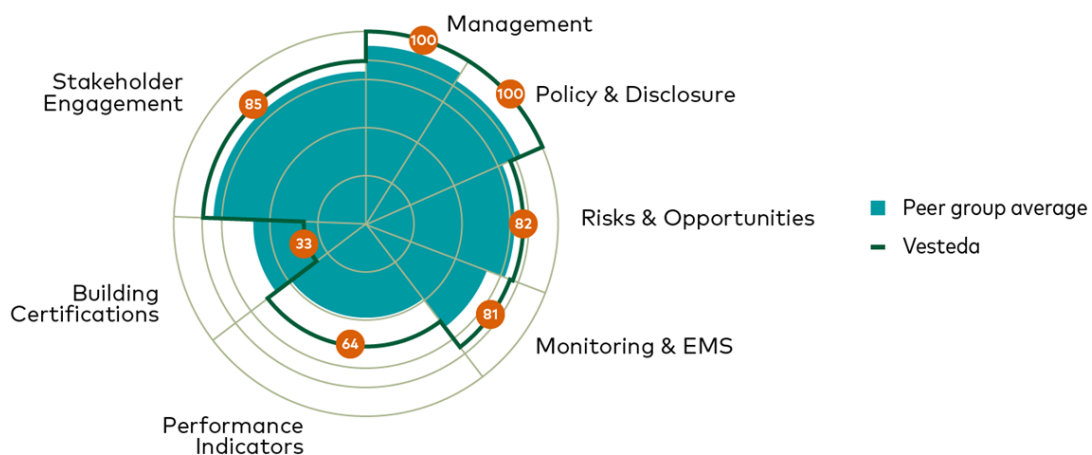 Management
100
Policy & Disclosure
100
Risks & Opportunities
82
Monitoring & EMS
81
Performance
Indicators
64
Building
Certifications
33
Stakeholder
Engagement
85
Peer group average
Vesteda